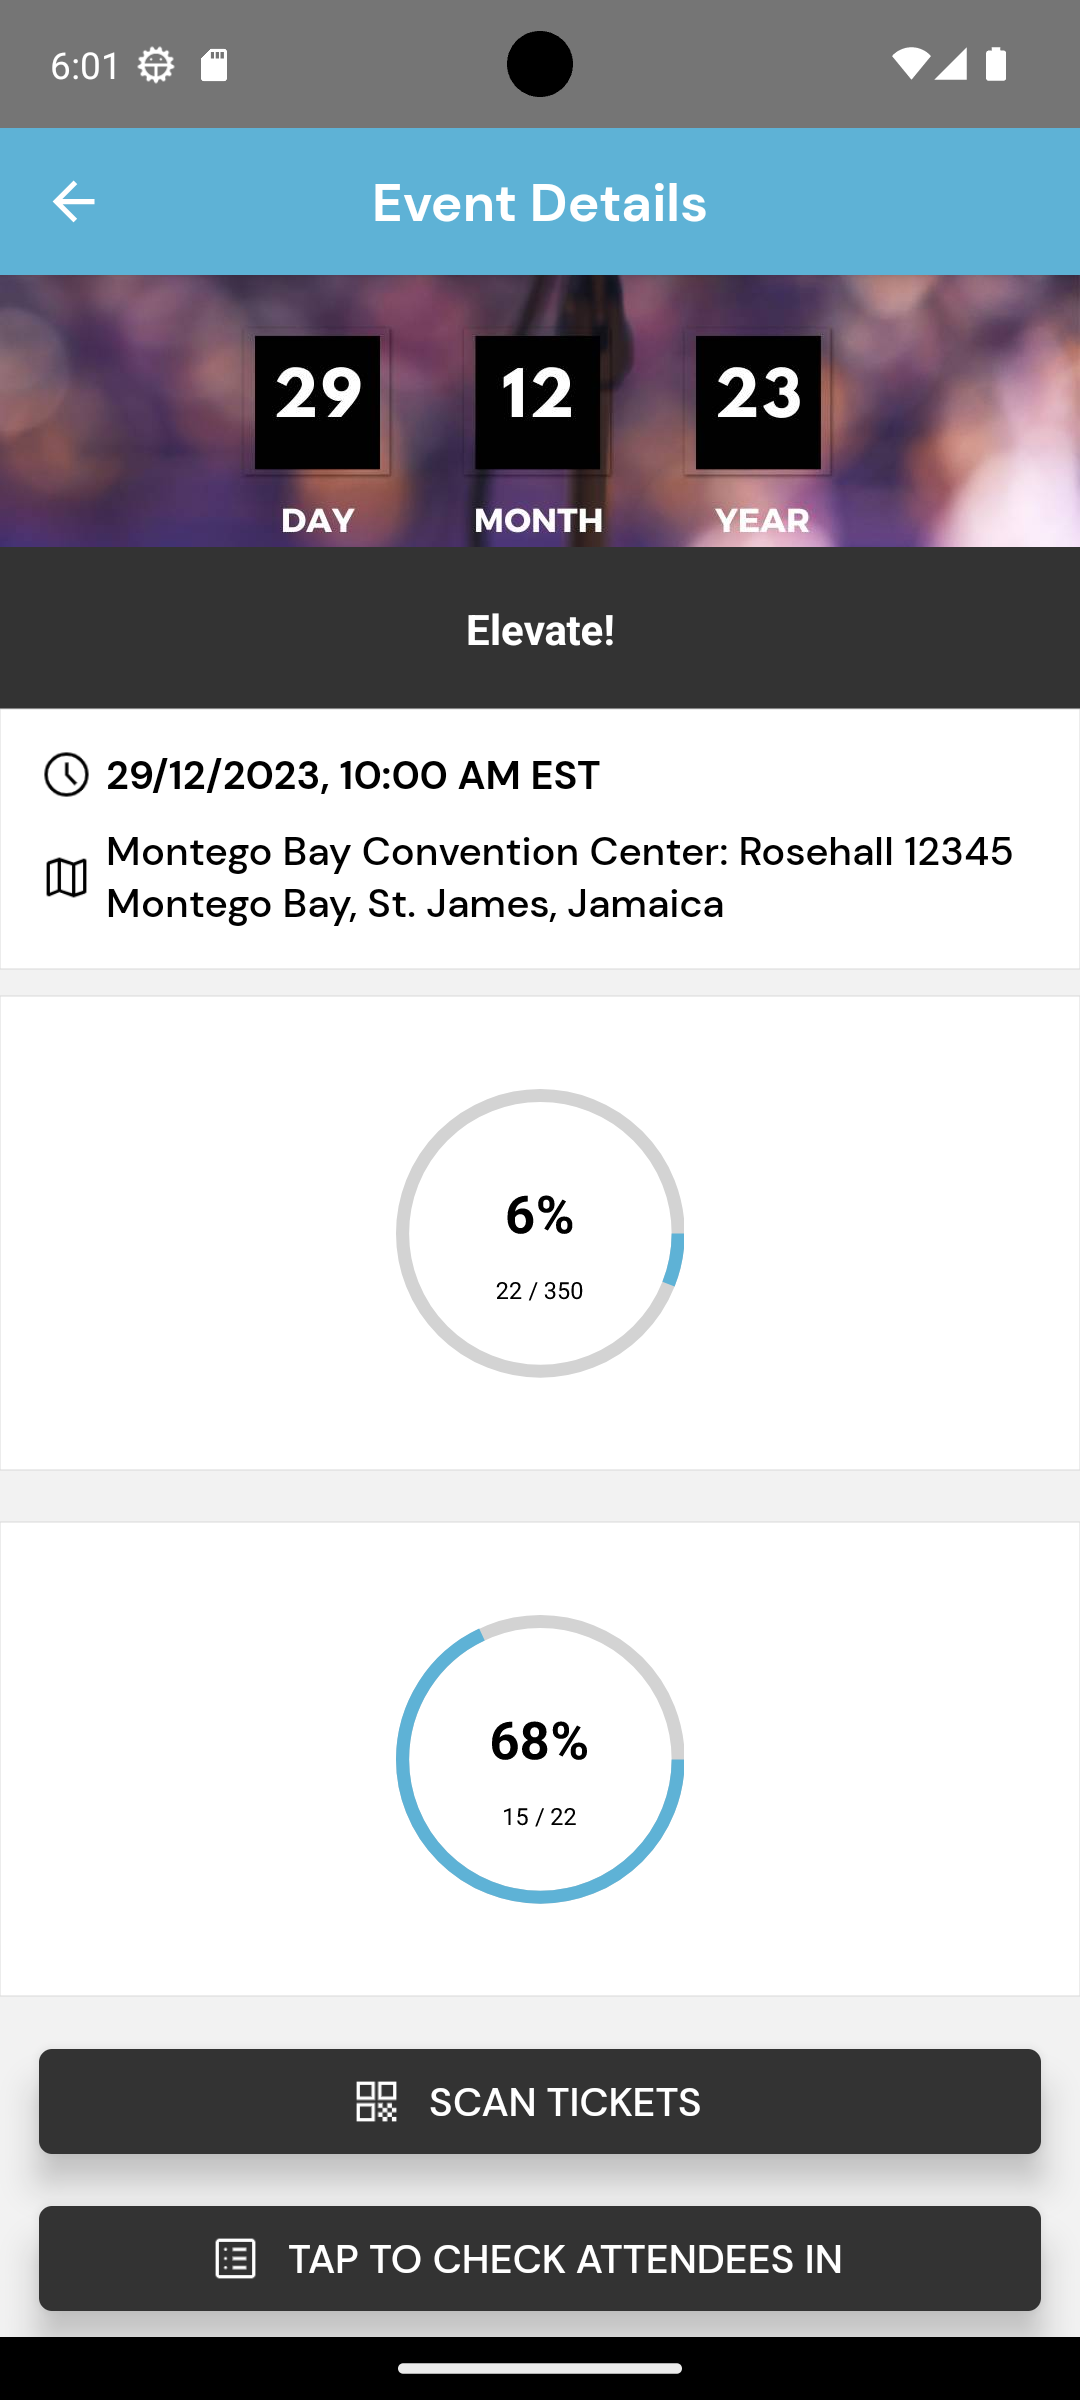 6:01
Event Details
29 12 23
DAY MONTH YEAR
Elevate!
29/12/2023, 10:00 AM EST
Montego Bay Convention Center: Rosehall 12345
Montego Bay, St. James, Jamaica
6%
22 / 350
68%
15 / 22
SCAN TICKETS
TAP TO CHECK ATTENDEES IN